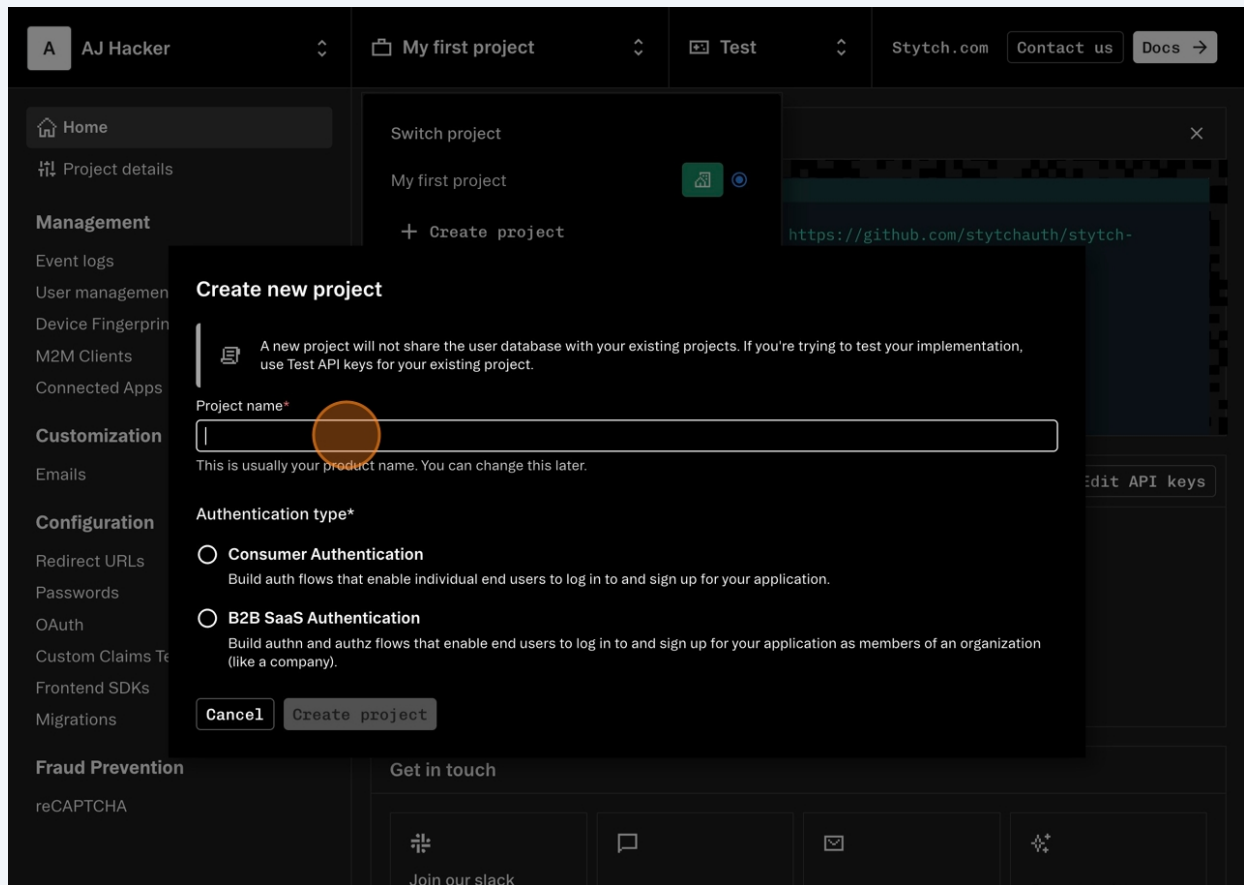 A AJ Hacker
My first project
Test
Stytch.com
Contact us
Docs →
Home
Project details
Management
Event logs
User managemen
Device Fingerprin
M2M Clients
Connected Apps
Customization
Emails
Configuration
Redirect URLs
Passwords
OAuth
Custom Claims Te
Frontend SDKs
Migrations
Fraud Prevention
reCAPTCHA
Switch project
My first project
+ Create project
https://github.com/stytchauth/stytch-
Create new project
A new project will not share the user database with your existing projects. If you're trying to test your implementation,
use Test API keys for your existing project.
Project name*
This is usually your product name. You can change this later.
Authentication type*
Consumer Authentication
Build auth flows that enable individual end users to log in to and sign up for your application.
B2B SaaS Authentication
Build authn and authz flows that enable end users to log in to and sign up for your application as members of an organization
(like a company).
Cancel
Create project
Edit API keys
Get in touch
Join our slack